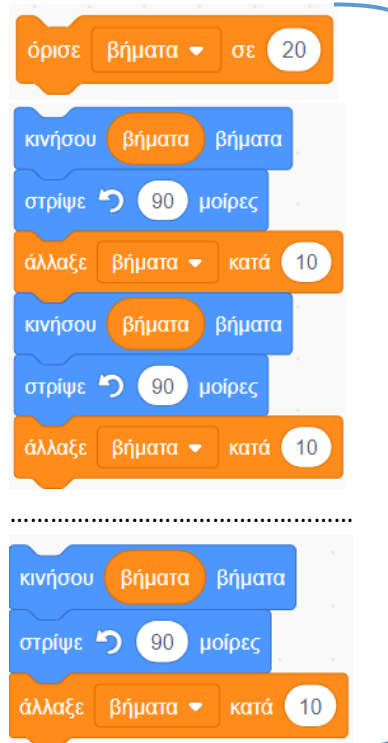 όρισε βήματα σε 20
κινήσου βήματα βήματα
στρίψε 90 μοίρες
άλλαξε βήματα κατά 10
κινήσου βήματα βήματα
στρίψε 90 μοίρες
άλλαξε βήματα κατά 10
......................................................
κινήσου βήματα βήματα
στρίψε 90 μοίρες
άλλαξε βήματα κατά 10